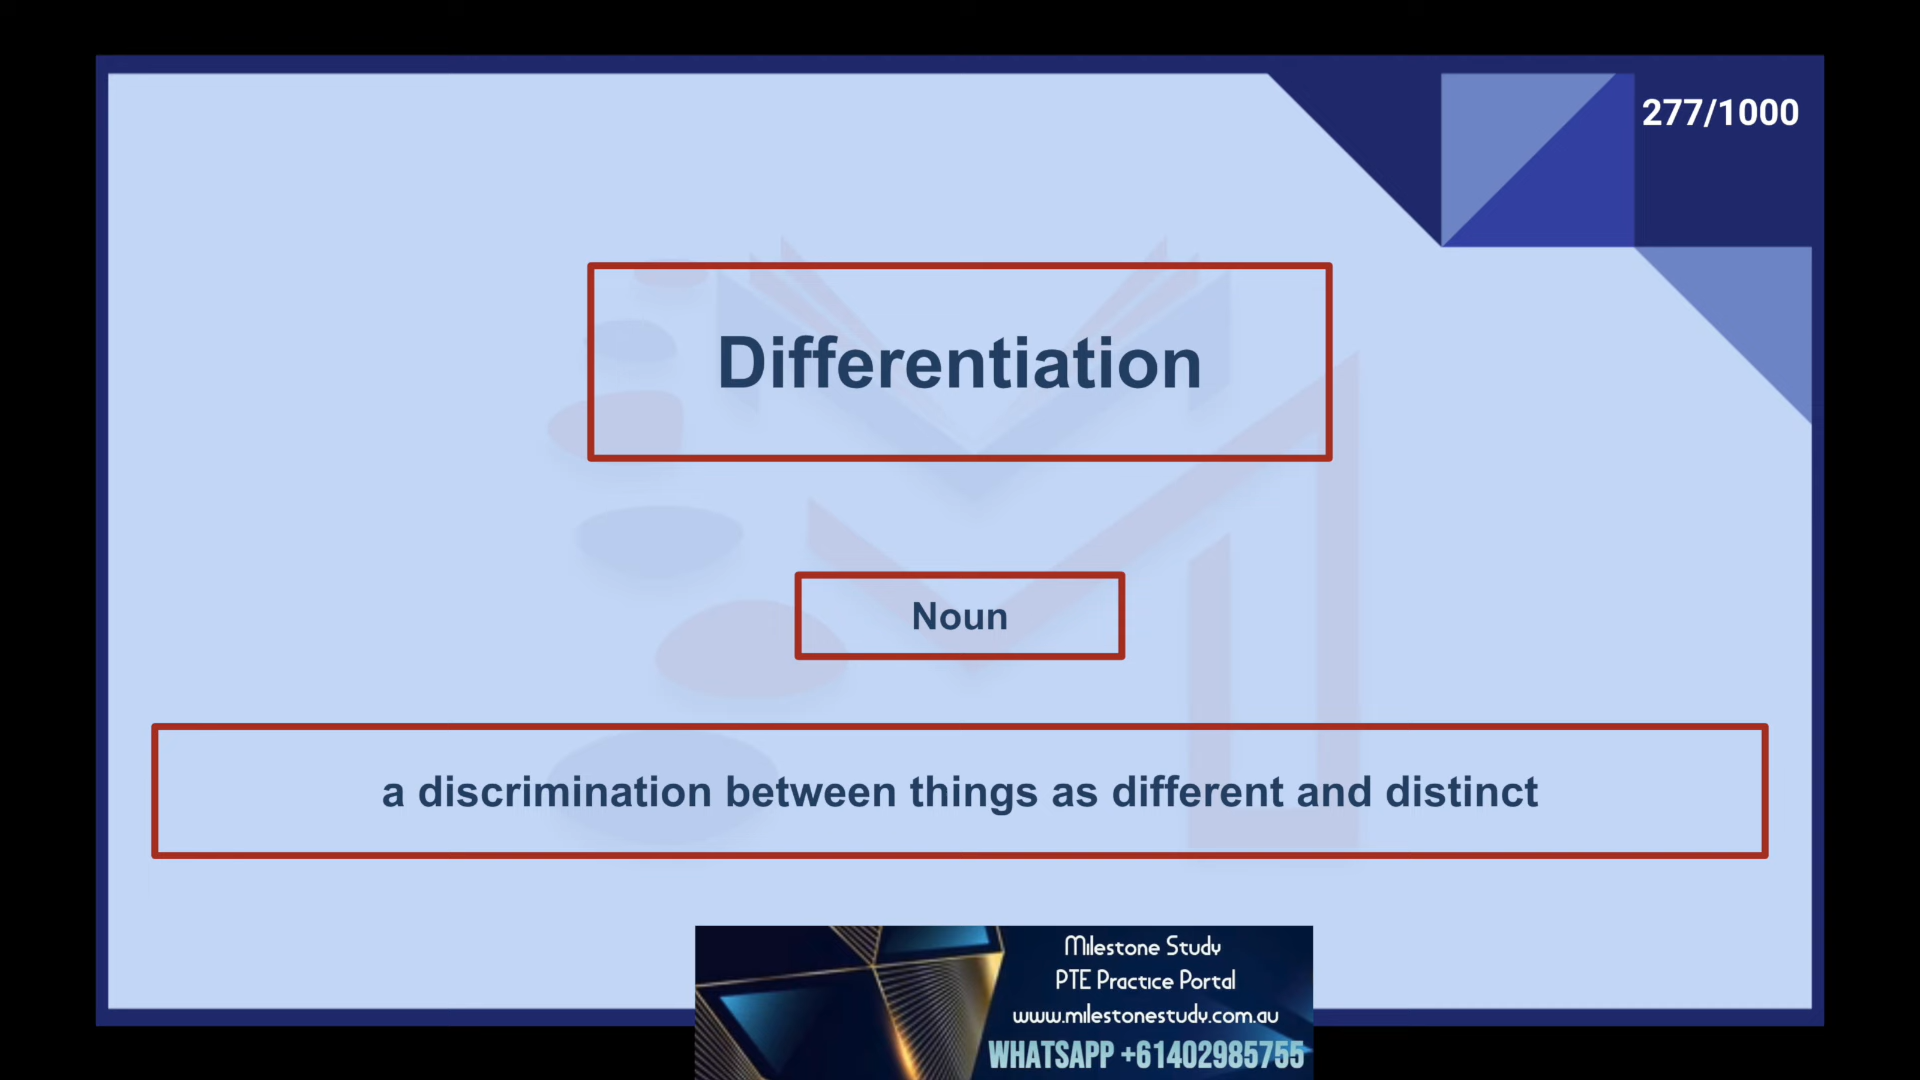 277/1000
Differentiation
Noun
a discrimination between things as different and distinct
Milestone Study
PTE Practice Portal
www.milestonestudy.com.au
WHATSAPP +61402985755